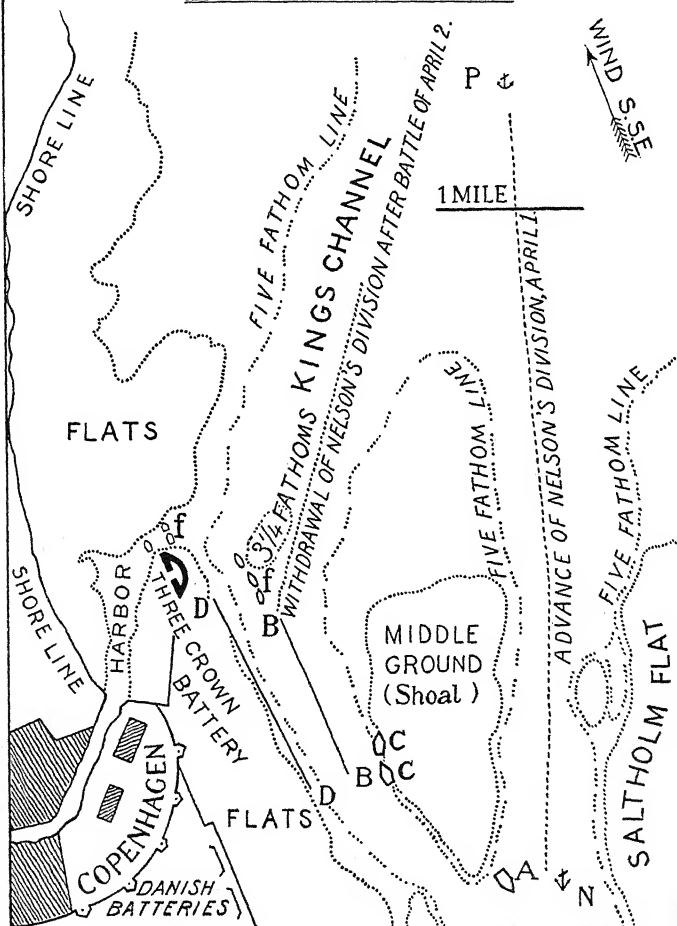 WIND S.S.E
P
SHORE LINE
FIVE FATHOM LINE
KINGS CHANNEL
WITHDRAWAL OF NELSON'S DIVISION AFTER BATTLE OF APRIL 2.
1 MILE
ADVANCE OF NELSON'S DIVISION, APRIL 1.
FLATS
3¼ FATHOMS
FIVE FATHOM LINE
FIVE FATHOM LINE
f
f
SHORE LINE
HARBOR
THREE CROWN
BATTERY
D
B
MIDDLE
GROUND
(Shoal)
SALTHOLM FLAT
C
C
B
D
FLATS
COPENHAGEN
DANISH
BATTERIES
A
N